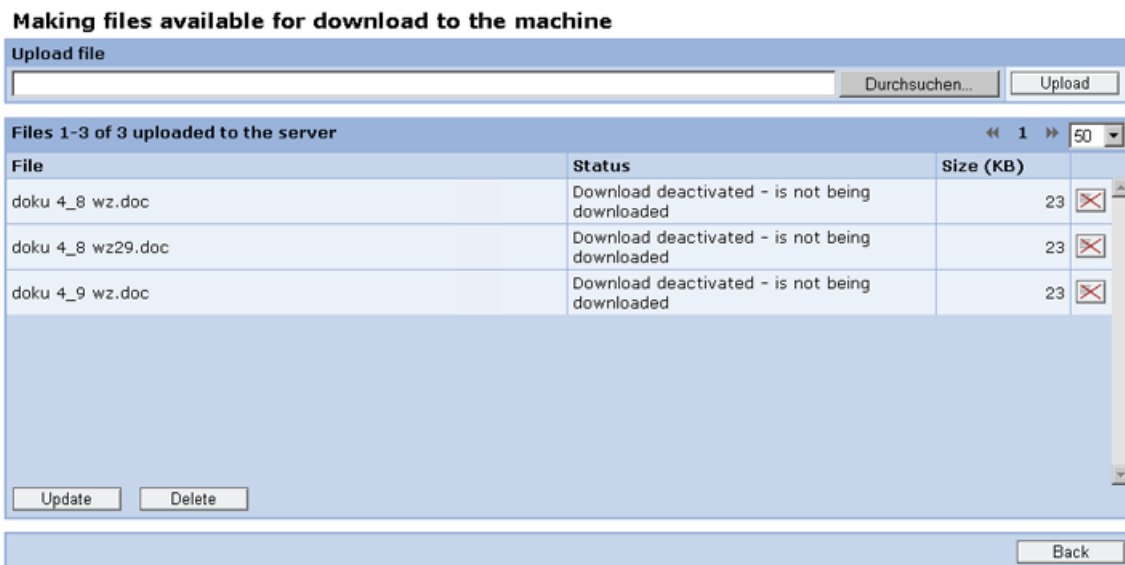 Making files available for download to the machine
Upload file
Durchsuchen... Upload
Files 1-3 of 3 uploaded to the server 1 50
File Status Size (KB)
doku 4_8 wz.doc Download deactivated - is not being downloaded 23
doku 4_8 wz29.doc Download deactivated - is not being downloaded 23
doku 4_9 wz.doc Download deactivated - is not being downloaded 23
Update Delete
Back